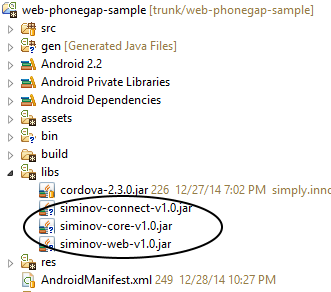 web-phonegap-sample [trunk/web-phonegap-sample]
src
gen [Generated Java Files]
Android 2.2
Android Private Libraries
Android Dependencies
assets
bin
build
libs
cordova-2.3.0.jar 226 12/27/14 7:02 PM simply.inno
siminov-connect-v1.0.jar
siminov-core-v1.0.jar
siminov-web-v1.0.jar
res
AndroidManifest.xml 249 12/28/14 10:27 PM